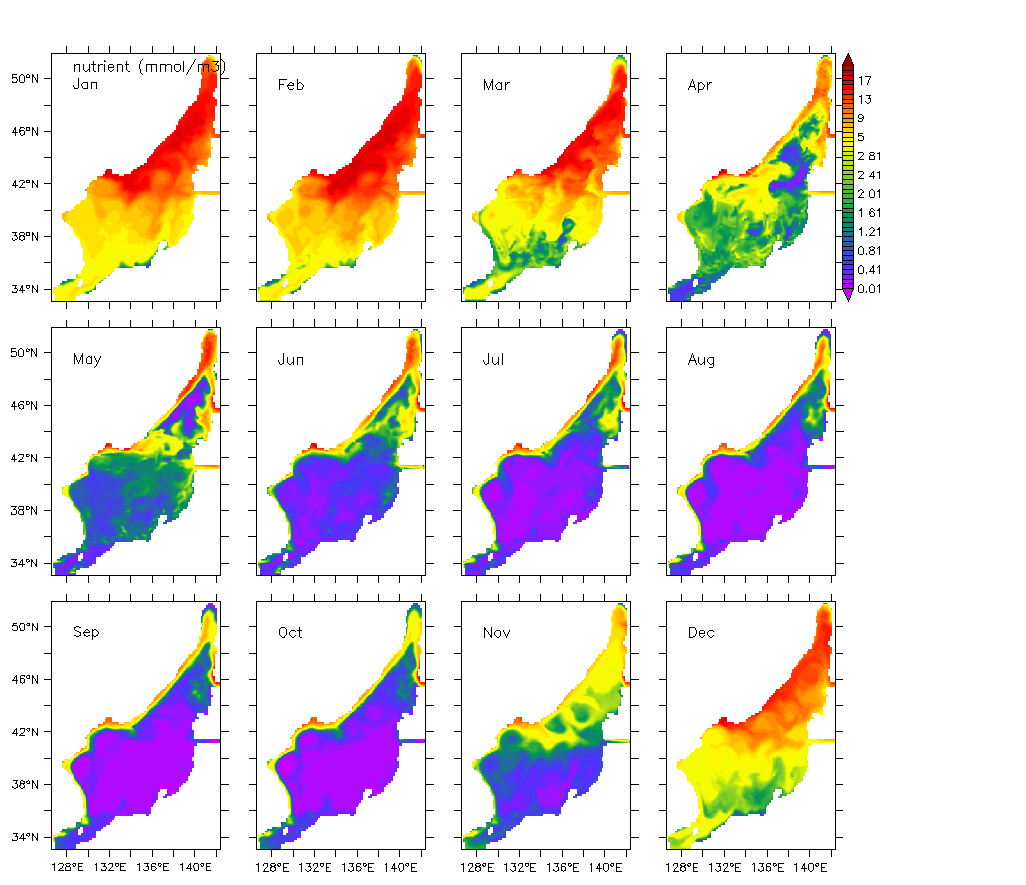 nutrient (mmol/m3)
Jan
Feb
Mar
Apr
50°N
46°N
42°N
38°N
34°N
17
13
9
5
2 81
2 41
2 01
1 61
1.21
0.81
0.41
0.01
May
Jun
Jul
Aug
50°N
46°N
42°N
38°N
34°N
Sep
Oct
Nov
Dec
50°N
46°N
42°N
38°N
34°N
128°E 132°E 136°E 140°E
128°E 132°E 136°E 140°E
128°E 132°E 136°E 140°E
128°E 132°E 136°E 140°E